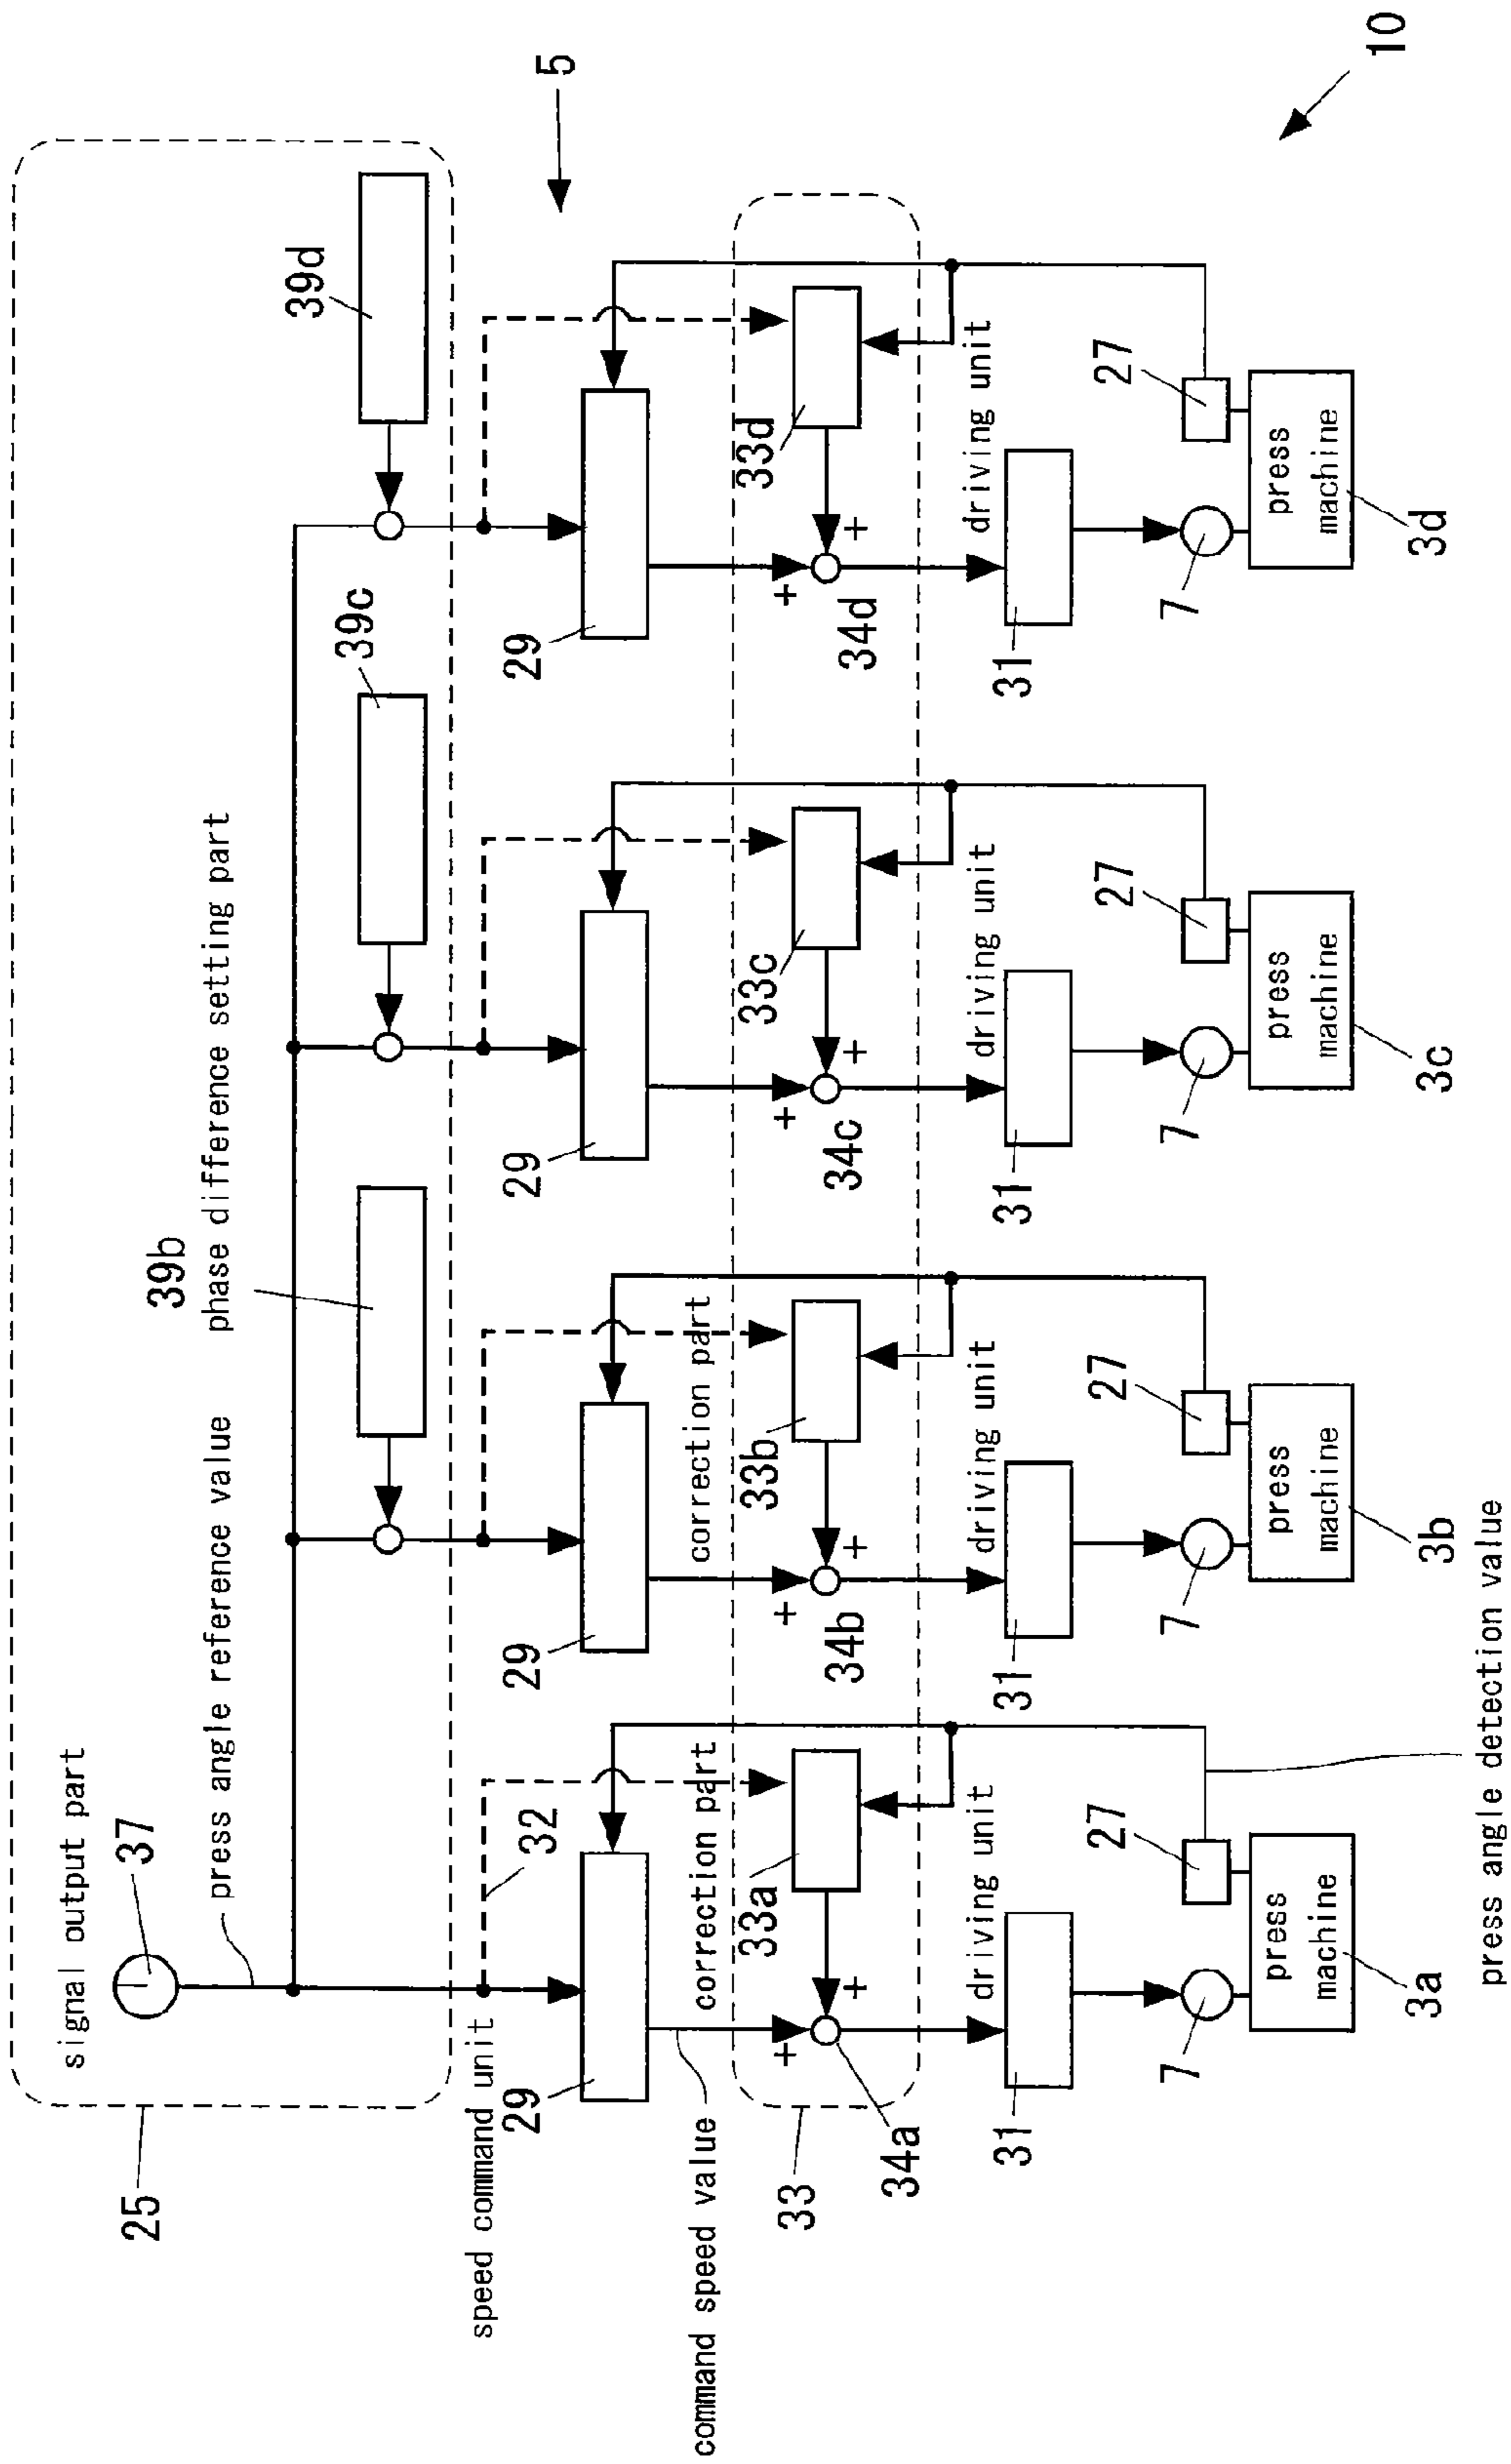 10
5
25
signal output part
37
press angle reference value
39b
phase difference setting part
39c
39d
speed command unit
29
32
29
29
29
command speed value
correction part
correction part
33
33a
33b
33c
33d
+
+
+
+
+
+
+
+
34a
34b
34c
34d
driving unit
driving unit
driving unit
driving unit
31
31
31
31
7
27
7
27
7
27
7
27
press
machine
press
machine
press
machine
press
machine
3a
3b
3c
3d
press angle detection value